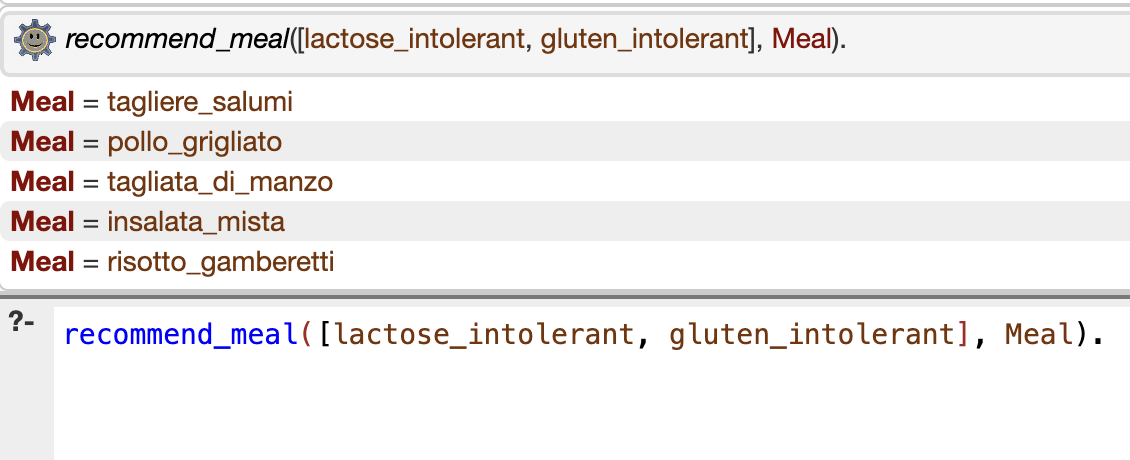 recommend_meal([lactose_intolerant, gluten_intolerant], Meal).
Meal = tagliere_salumi
Meal = pollo_grigliato
Meal = tagliata_di_manzo
Meal = insalata_mista
Meal = risotto_gamberetti
?- recommend_meal([lactose_intolerant, gluten_intolerant], Meal).